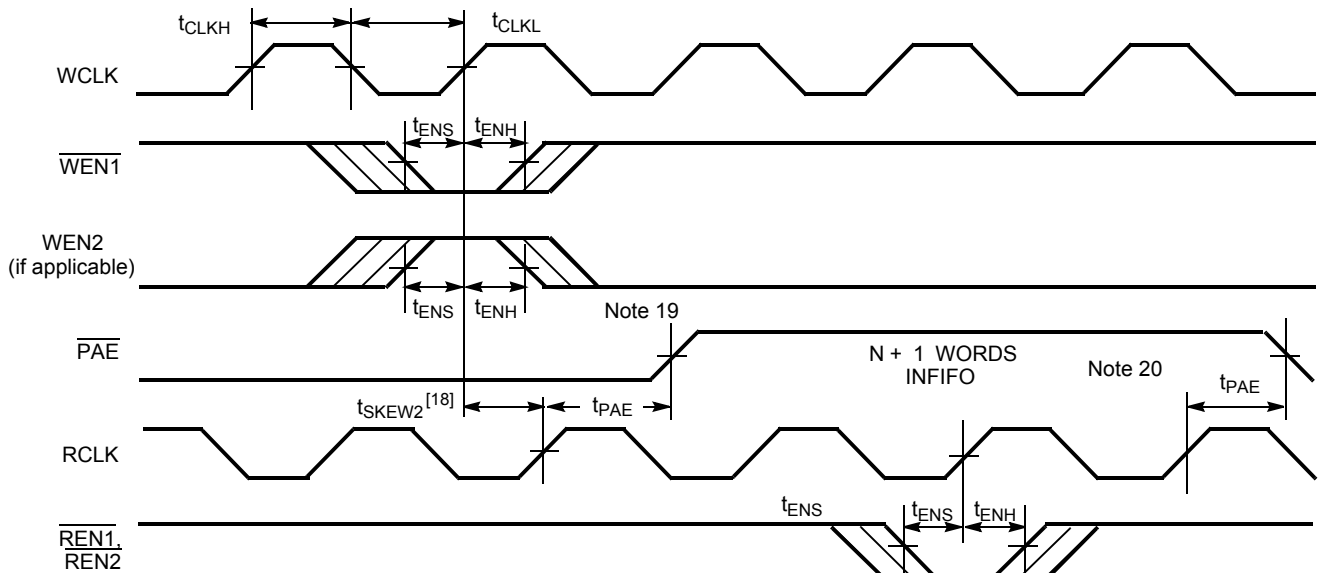 tCLKH
tCLKL
WCLK
tENS tENH
WEN1
WEN2
(if applicable)
tENS tENH
Note 19
PAE
N + 1 WORDS
INFIFO
Note 20
tPAE
tSKEW2[18]
tPAE
RCLK
tENS
tENS tENH
REN1,
REN2